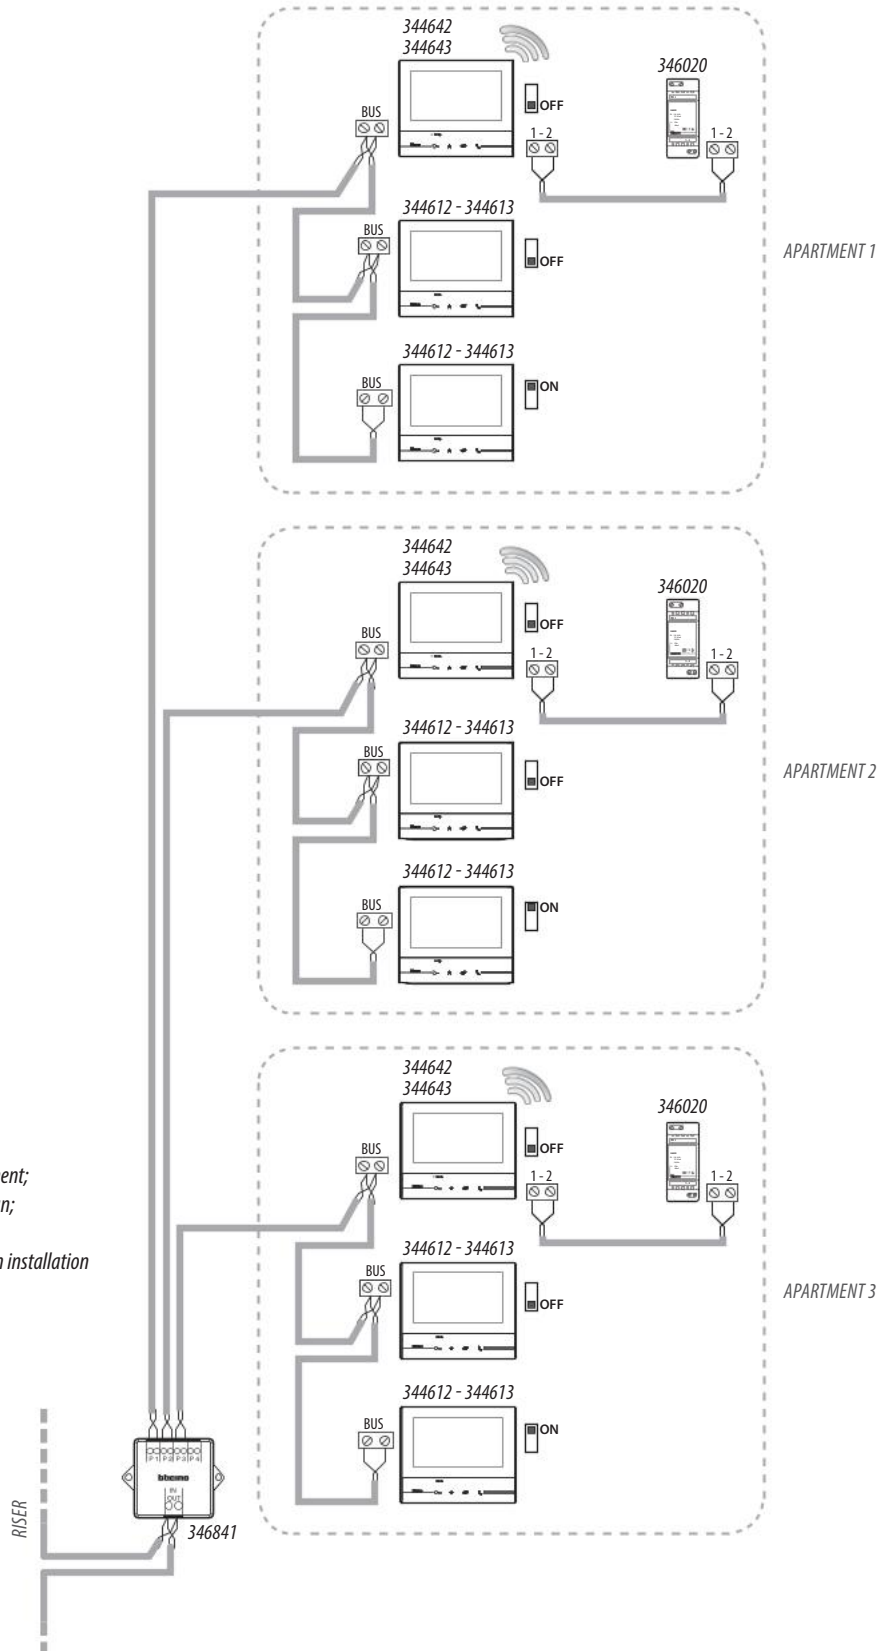 344642
344643
346020
OFF
BUS
1 - 2
1 - 2
344612 - 344613
BUS
OFF
APARTMENT 1
344612 - 344613
BUS
ON
344642
344643
346020
OFF
BUS
1 - 2
1 - 2
344612 - 344613
BUS
OFF
APARTMENT 2
344612 - 344613
BUS
ON
344642
344643
346020
OFF
BUS
1 - 2
1 - 2
344612 - 344613
BUS
OFF
APARTMENT 3
344612 - 344613
BUS
ON
ent;
n;
n installation
P1 P2 P3 P4
bticino
IN
OUT
346841
RISER